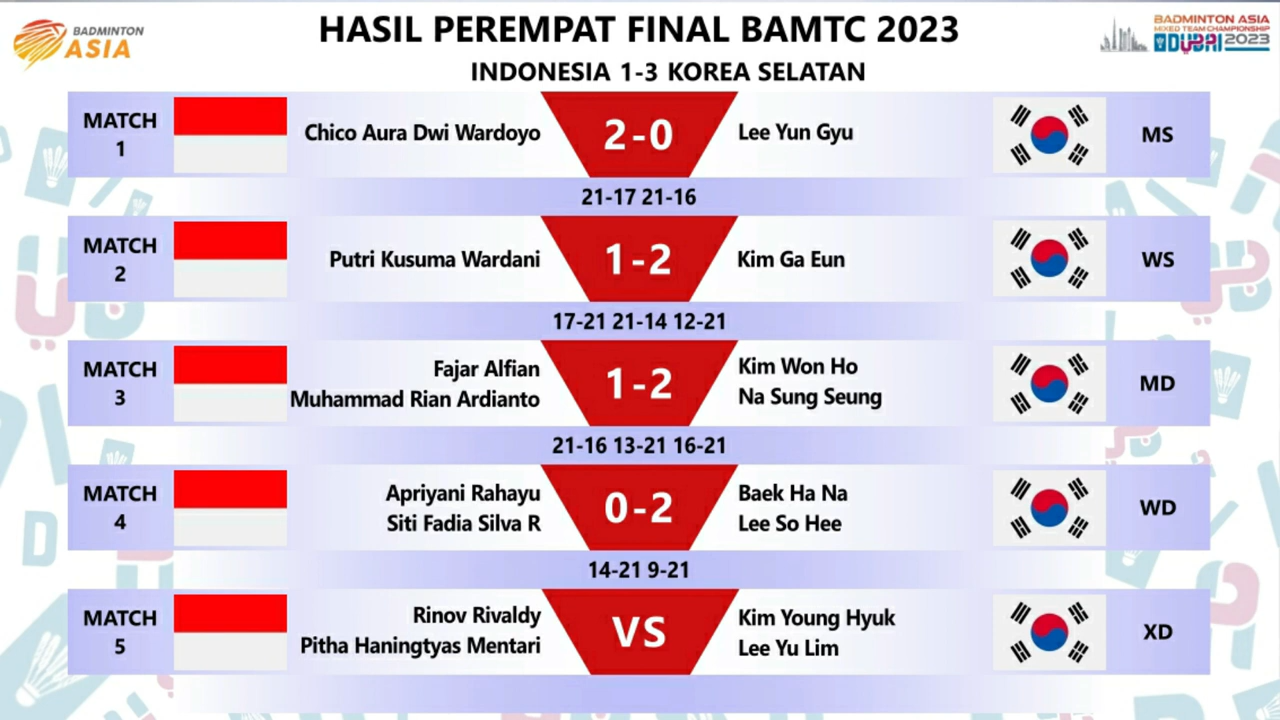 BADMINTON
ASIA
HASIL PEREMPAT FINAL BAMTC 2023
BADMINTON ASIA
MIXED TEAM CHAMPIONSHIP
DUBAI 2023
INDONESIA 1-3 KOREA SELATAN
MATCH
1
Chico Aura Dwi Wardoyo
2-0
Lee Yun Gyu
MS
21-17 21-16
MATCH
2
Putri Kusuma Wardani
1-2
Kim Ga Eun
WS
17-21 21-14 12-21
MATCH
3
Fajar Alfian
Muhammad Rian Ardianto
1-2
Kim Won Ho
Na Sung Seung
MD
21-16 13-21 16-21
MATCH
4
Apriyani Rahayu
Siti Fadia Silva R
0-2
Baek Ha Na
Lee So Hee
WD
14-21 9-21
MATCH
5
Rinov Rivaldy
Pitha Haningtyas Mentari
VS
Kim Young Hyuk
Lee Yu Lim
XD